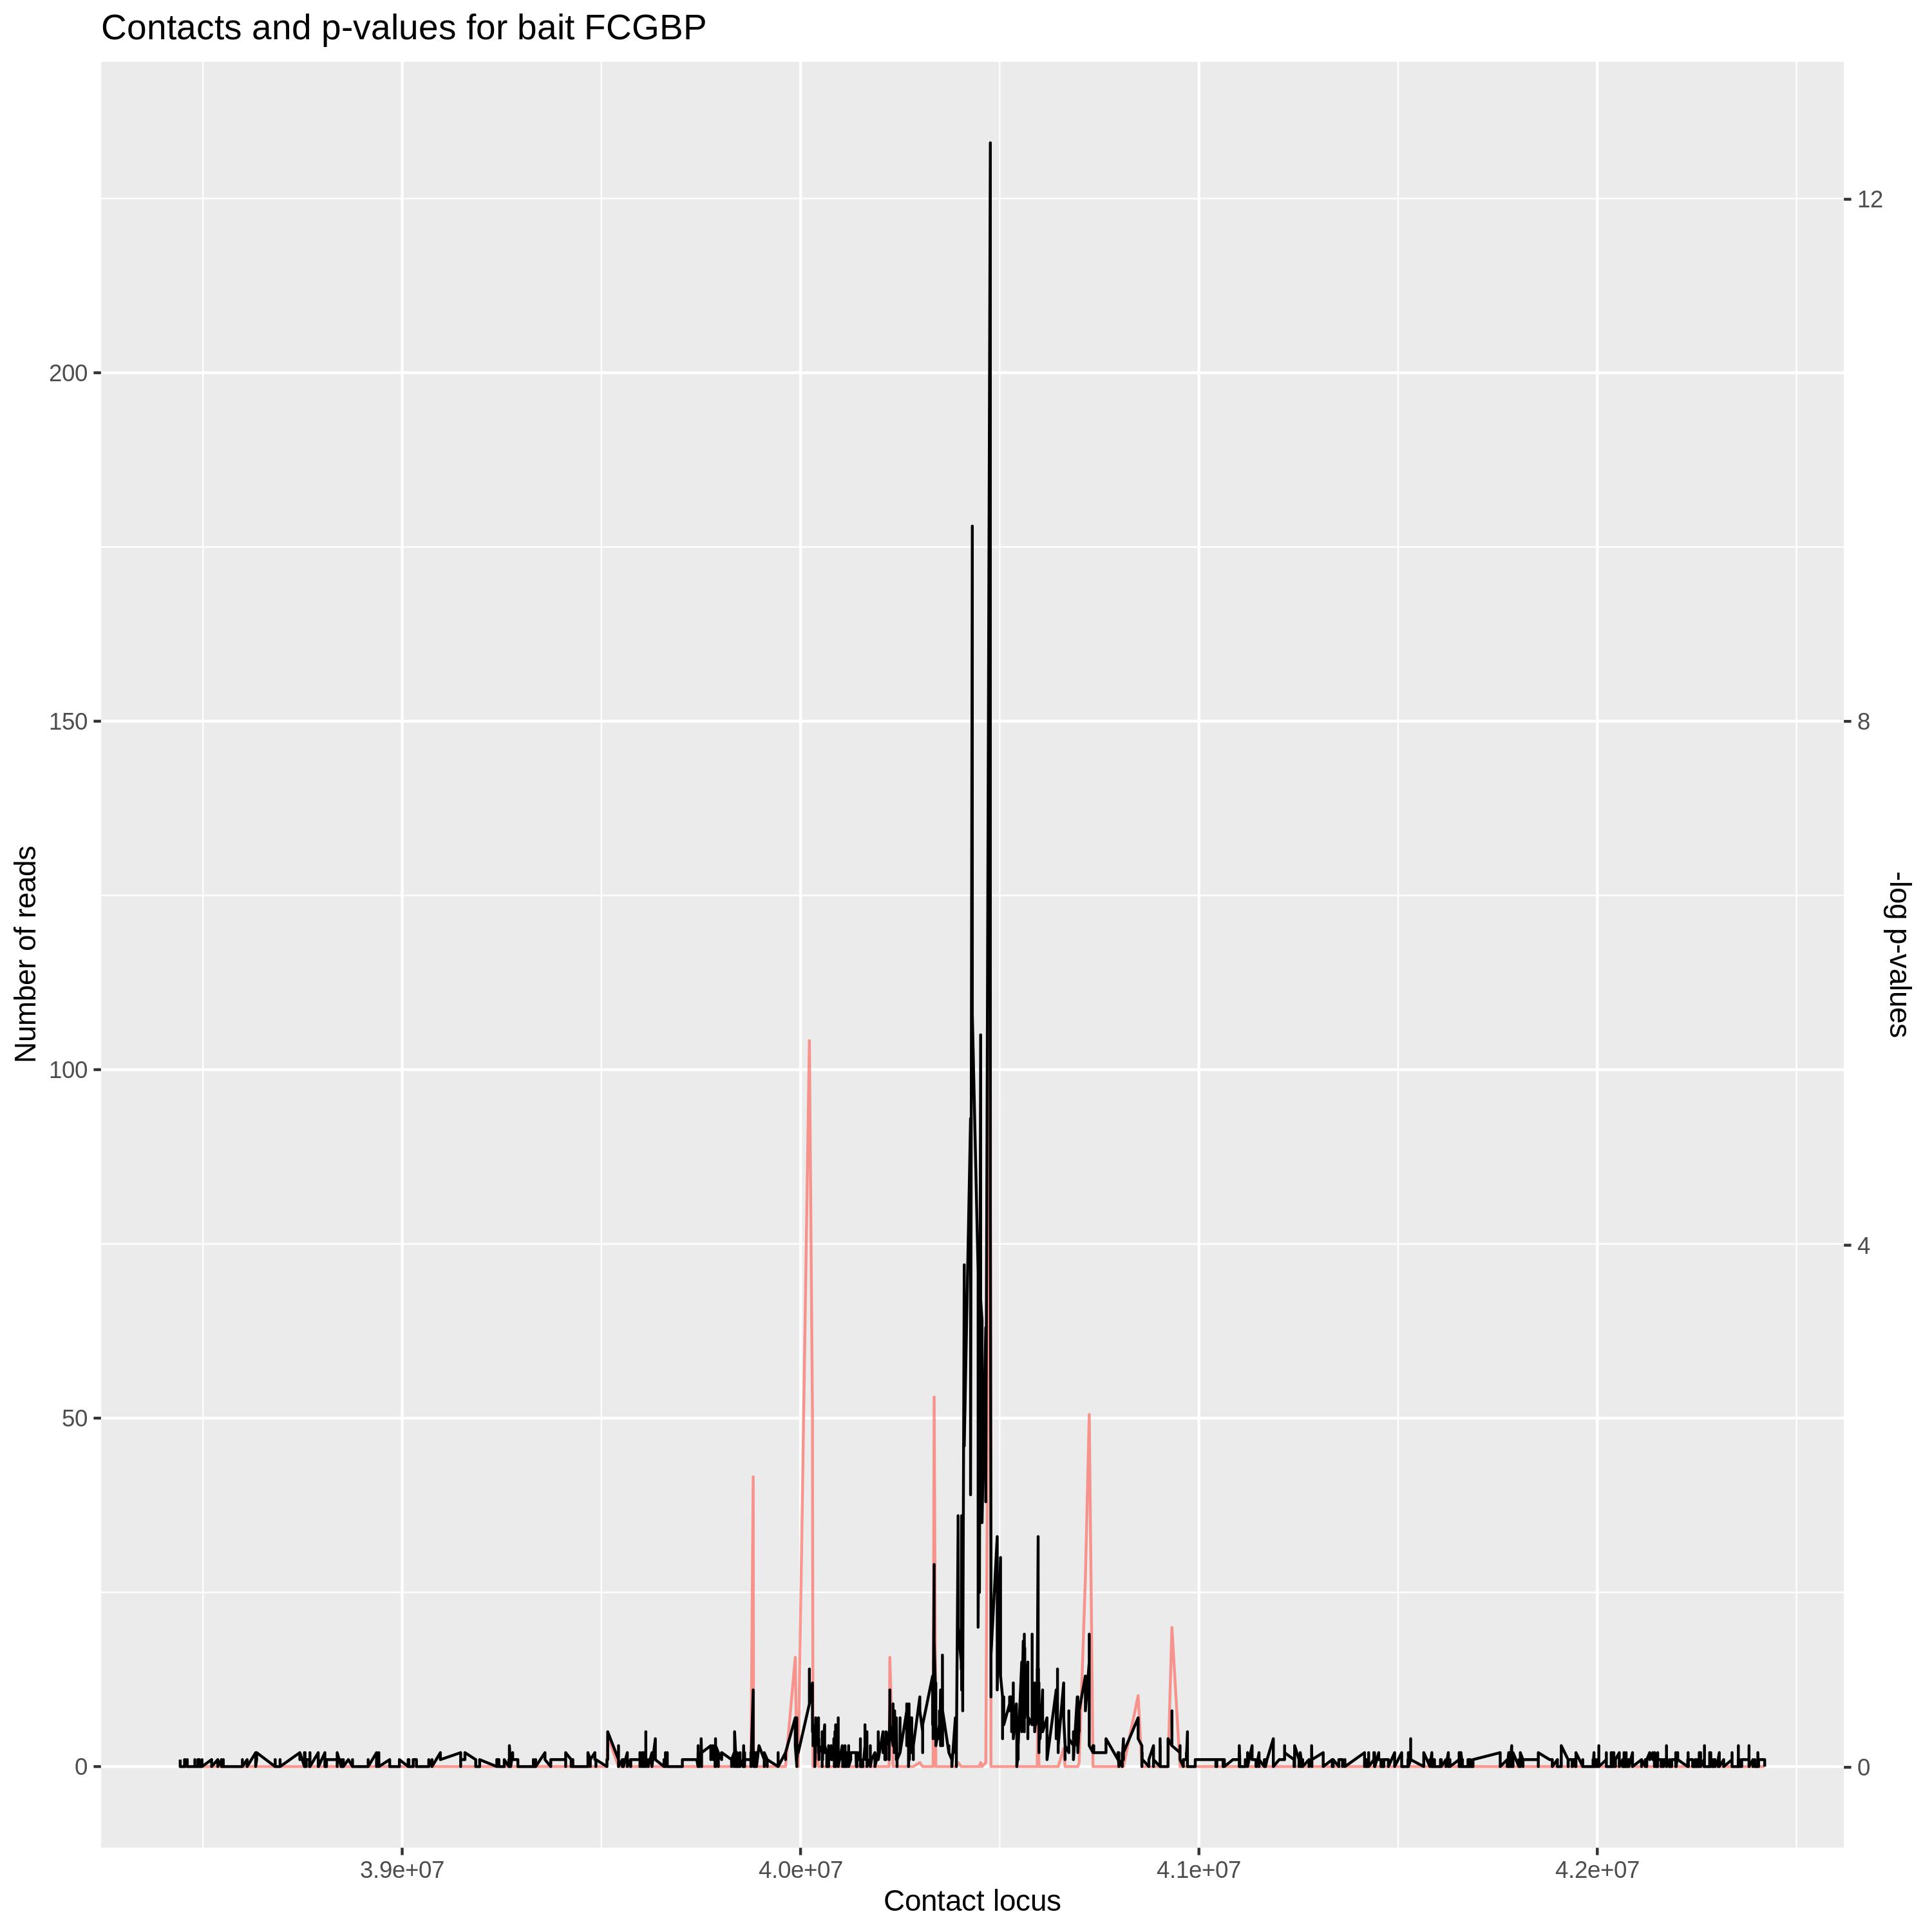 Contacts and p-values for bait FCGBP
12
200
150
8
Number of reads
-log p-values
100
4
50
0
0
3.9e+07
4.0e+07
4.1e+07
4.2e+07
Contact locus